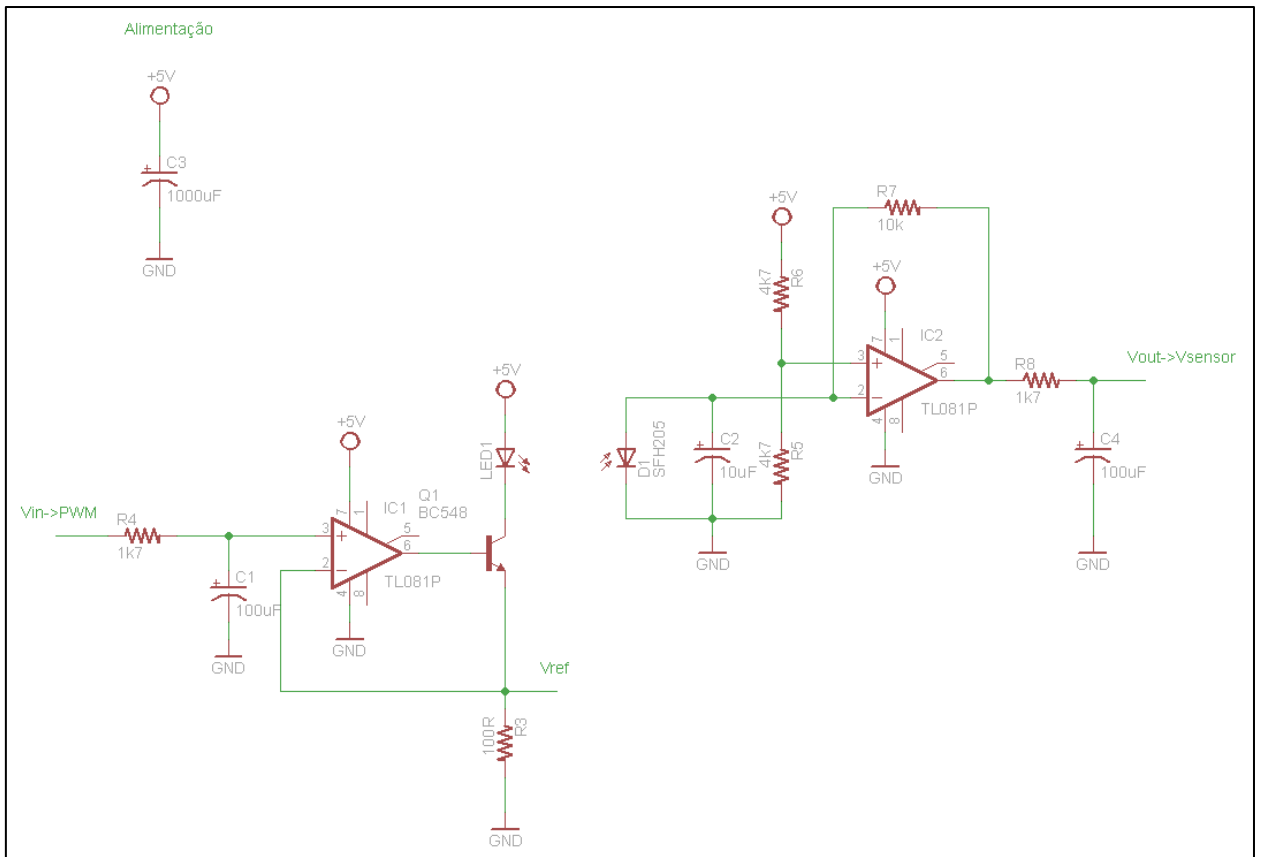 Alimentação
+5V
C3
+
1000uF
GND
+5V
R7
10k
4k7
R6
+5V
7
1
IC2
3
+
5
6
2
−
TL081P
4
8
GND
R8
1k7
Vout->Vsensor
+
C4
100uF
GND
D1
SFH205
+
C2
10uF
4k7
R5
GND
+5V
LED1
+5V
Vin->PWM
R4
1k7
7
1
IC1
Q1
BC548
3
+
5
6
2
−
TL081P
4
8
GND
+
C1
100uF
GND
Vref
100R
R3
GND